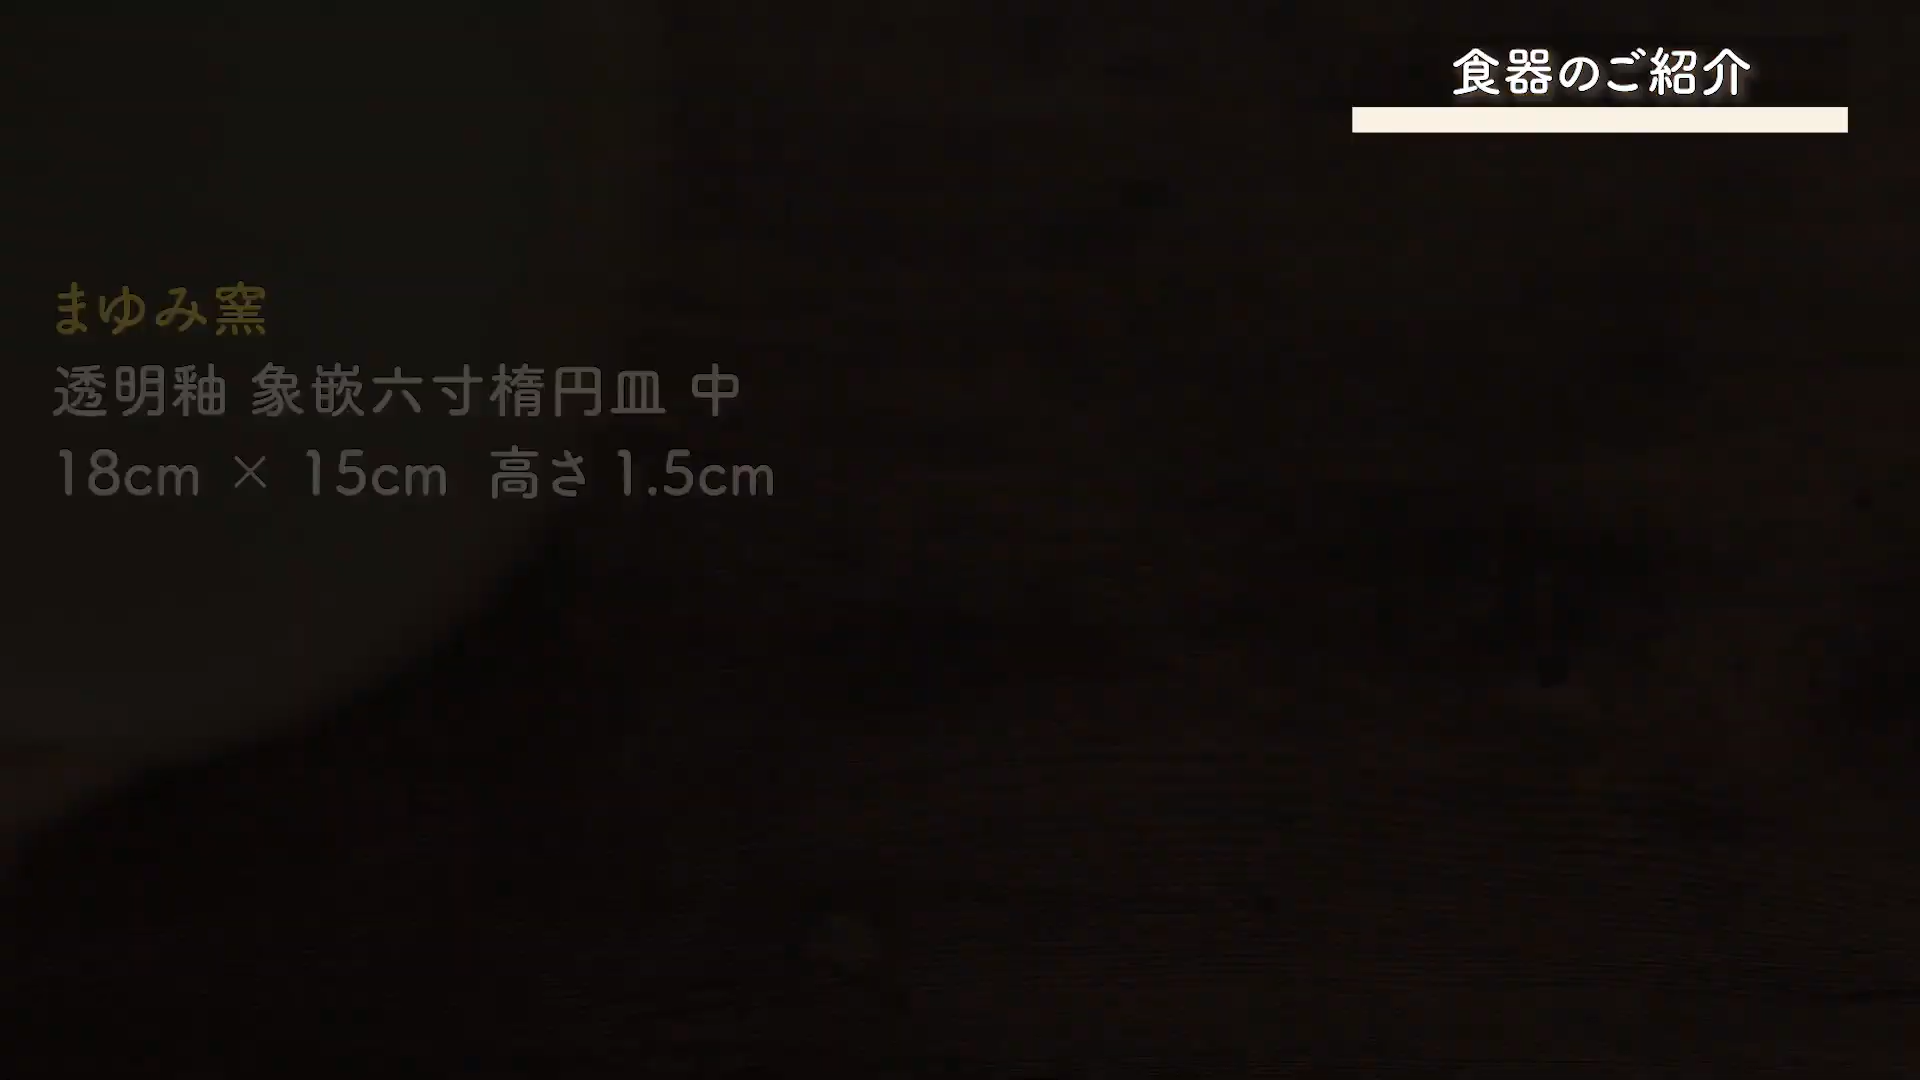 食器のご紹介
まゆみ窯
透明釉 象嵌六寸楕円皿 中
18cm × 15cm 高さ 1.5cm